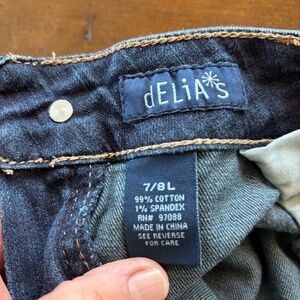 dELiA*S
7/8L
99% COTTON
1% SPANDEX
RN# 97088
MADE IN CHINA
SEE REVERSE
FOR CARE